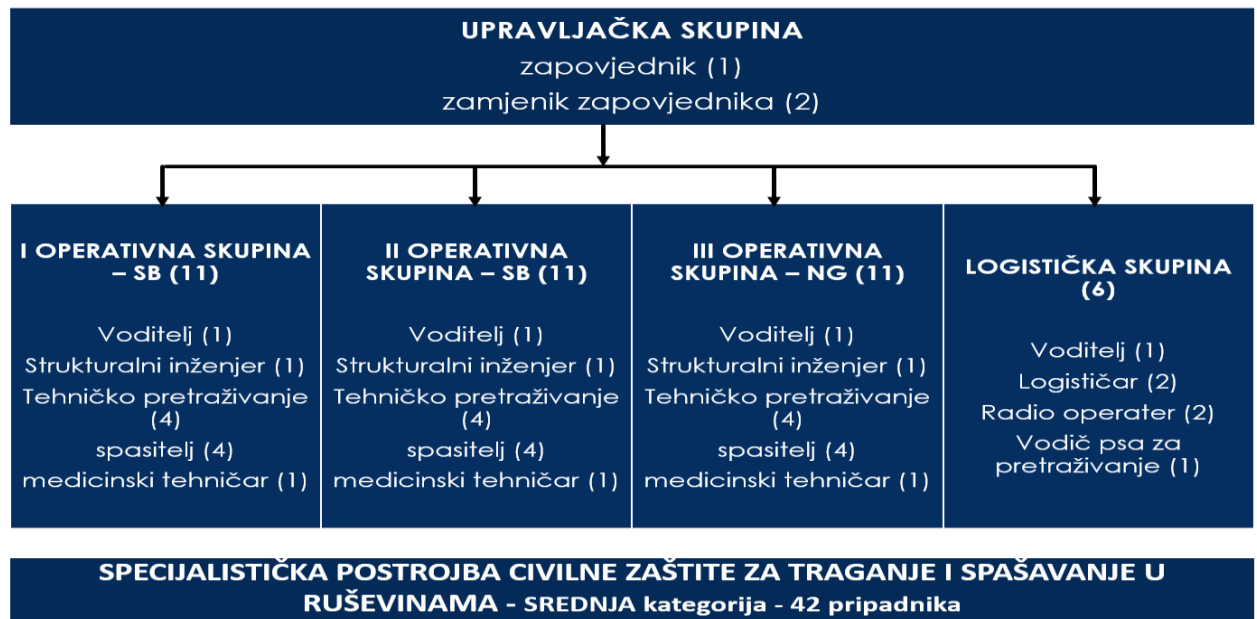 UPRAVLJAČKA SKUPINA
zapovjednik (1)
zamjenik zapovjednika (2)
I OPERATIVNA SKUPINA
– SB (11)
Voditelj (1)
Strukturalni inženjer (1)
Tehničko pretraživanje
(4)
spasitelj (4)
medicinski tehničar (1)
II OPERATIVNA
SKUPINA – SB (11)
Voditelj (1)
Strukturalni inženjer (1)
Tehničko pretraživanje
(4)
spasitelj (4)
medicinski tehničar (1)
III OPERATIVNA
SKUPINA – NG (11)
Voditelj (1)
Strukturalni inženjer (1)
Tehničko pretraživanje
(4)
spasitelj (4)
medicinski tehničar (1)
LOGISTIČKA SKUPINA
(6)
Voditelj (1)
Logističar (2)
Radio operater (2)
Vodič psa za
pretraživanje (1)
SPECIJALISTIČKA POSTROJBA CIVILNE ZAŠTITE ZA TRAGANJE I SPAŠAVANJE U
RUŠEVINAMA - SREDNJA kategorija - 42 pripadnika